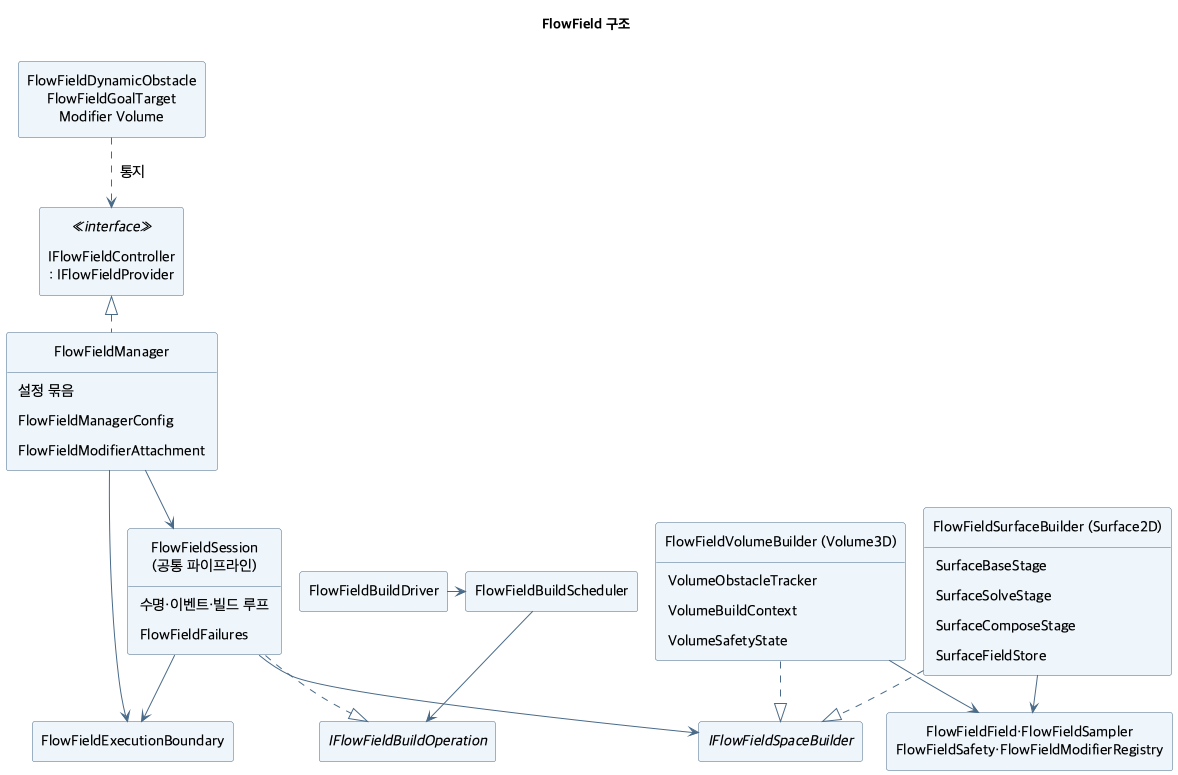 FlowField 구조
FlowFieldDynamicObstacle
FlowFieldGoalTarget
Modifier Volume
통지
≪interface≫
IFlowFieldController
: IFlowFieldProvider
FlowFieldManager
설정 묶음
FlowFieldManagerConfig
FlowFieldModifierAttachment
FlowFieldSession
(공통 파이프라인)
수명·이벤트·빌드 루프
FlowFieldFailures
FlowFieldBuildDriver
FlowFieldBuildScheduler
FlowFieldVolumeBuilder (Volume3D)
VolumeObstacleTracker
VolumeBuildContext
VolumeSafetyState
FlowFieldSurfaceBuilder (Surface2D)
SurfaceBaseStage
SurfaceSolveStage
SurfaceComposeStage
SurfaceFieldStore
FlowFieldExecutionBoundary
IFlowFieldBuildOperation
IFlowFieldSpaceBuilder
FlowFieldField·FlowFieldSampler
FlowFieldSafety·FlowFieldModifierRegistry